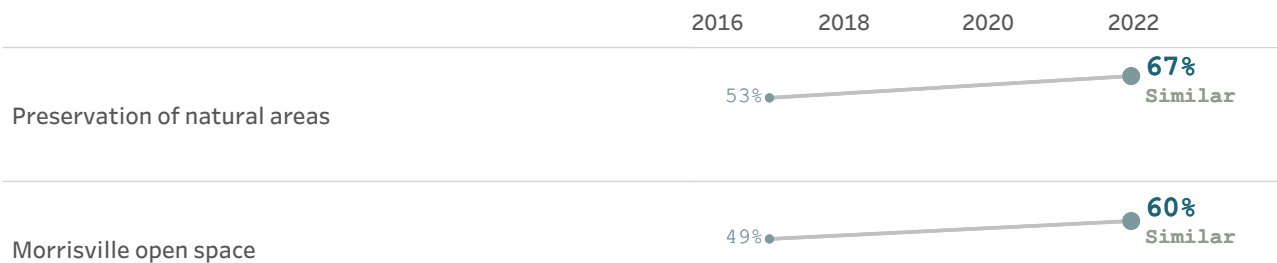 2016 2018 2020 2022
67%
53%
Similar
Preservation of natural areas
60%
49%
Similar
Morrisville open space